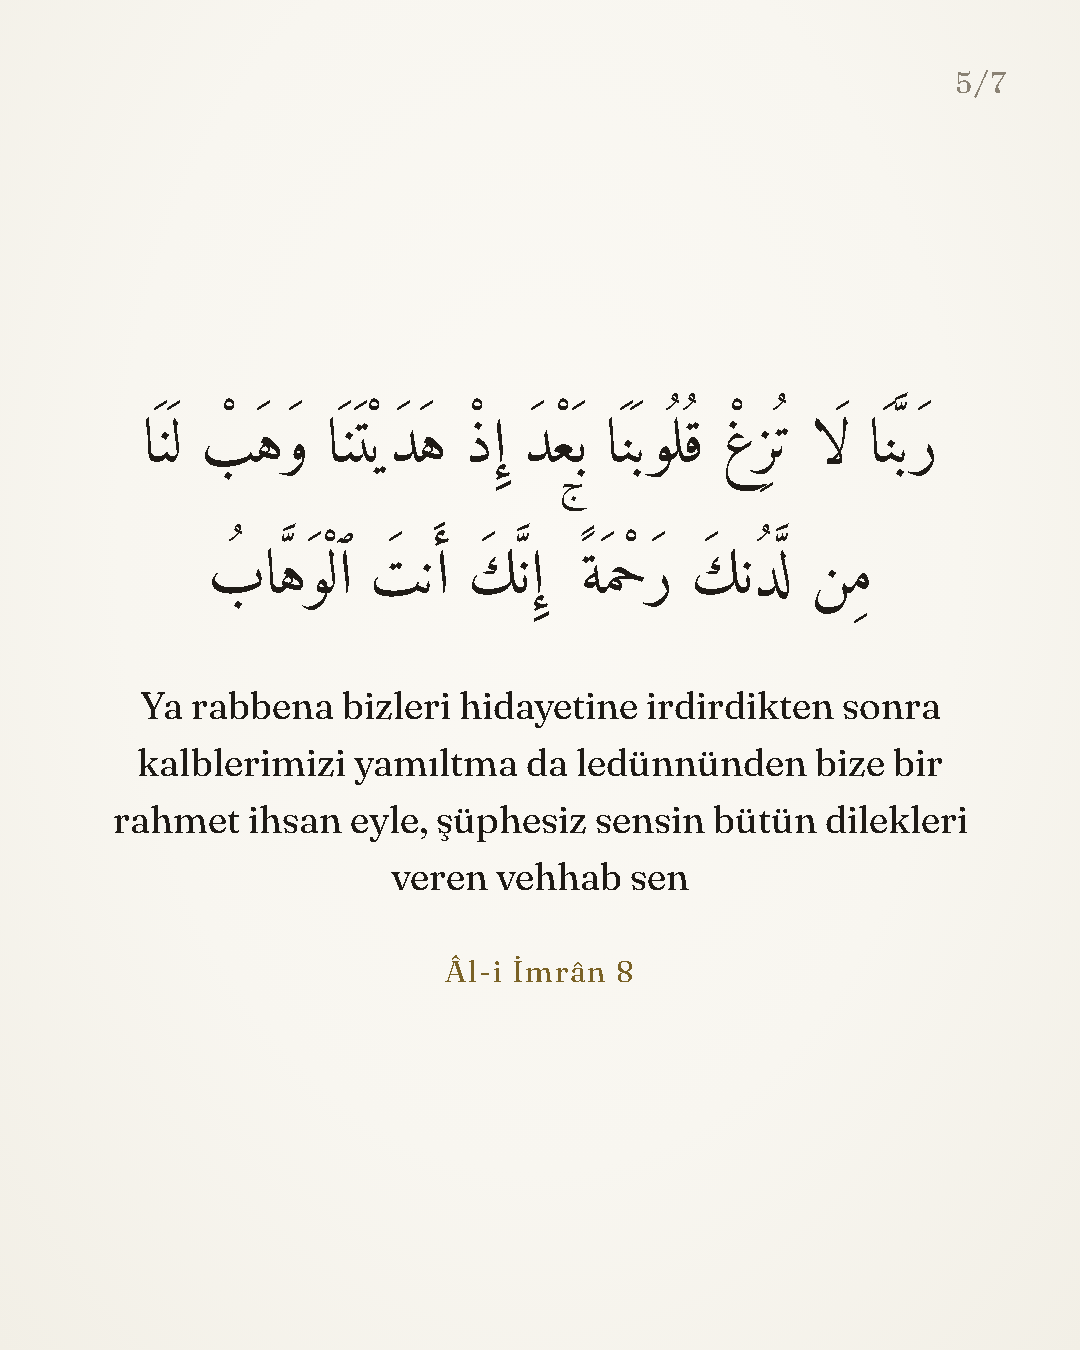 5/7
رَبَّنَا لَا تُزِغْ قُلُوبَنَا بَعْدَ إِذْ هَدَيْتَنَا وَهَبْ لَنَا
مِن لَّدُنكَ رَحْمَةً ۚ إِنَّكَ أَنتَ ٱلْوَهَّابُ
Ya rabbena bizleri hidayetine irdirdikten sonra
kalblerimizi yamıltma da ledünnünden bize bir
rahmet ihsan eyle, şüphesiz sensin bütün dilekleri
veren vehhab sen
Âl-i İmrân 8